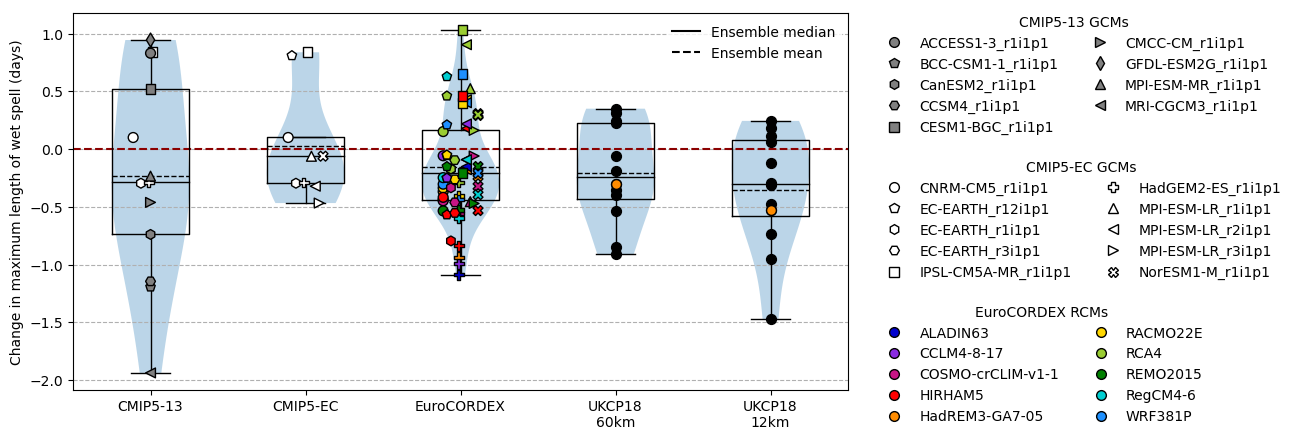 Change in maximum length of wet spell (days)
1.0
0.5
0.0
−0.5
−1.0
−1.5
−2.0
Ensemble median
Ensemble mean
CMIP5-13
CMIP5-EC
EuroCORDEX
UKCP18
60km
UKCP18
12km
CMIP5-13 GCMs
ACCESS1-3_r1i1p1
BCC-CSM1-1_r1i1p1
CanESM2_r1i1p1
CCSM4_r1i1p1
CESM1-BGC_r1i1p1
CMCC-CM_r1i1p1
GFDL-ESM2G_r1i1p1
MPI-ESM-MR_r1i1p1
MRI-CGCM3_r1i1p1
CMIP5-EC GCMs
CNRM-CM5_r1i1p1
EC-EARTH_r12i1p1
EC-EARTH_r1i1p1
EC-EARTH_r3i1p1
IPSL-CM5A-MR_r1i1p1
HadGEM2-ES_r1i1p1
MPI-ESM-LR_r1i1p1
MPI-ESM-LR_r2i1p1
MPI-ESM-LR_r3i1p1
NorESM1-M_r1i1p1
EuroCORDEX RCMs
ALADIN63
CCLM4-8-17
COSMO-crCLIM-v1-1
HIRHAM5
HadREM3-GA7-05
RACMO22E
RCA4
REMO2015
RegCM4-6
WRF381P